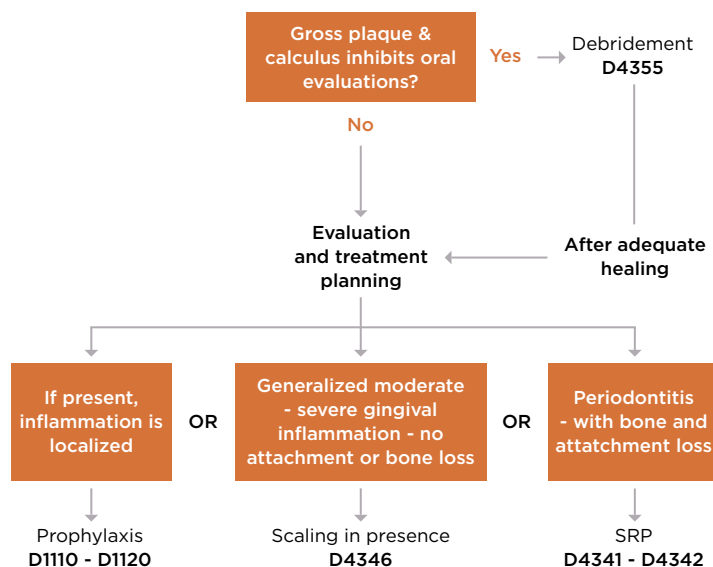 Gross plaque &
calculus inhibits oral
evaluations?
Yes
Debridement
D4355
No
Evaluation
and treatment
planning
After adequate
healing
If present,
inflammation is
localized
OR
Generalized moderate
- severe gingival
inflammation - no
attachment or bone loss
OR
Periodontitis
- with bone and
attatchment loss
Prophylaxis
D1110 - D1120
Scaling in presence
D4346
SRP
D4341 - D4342